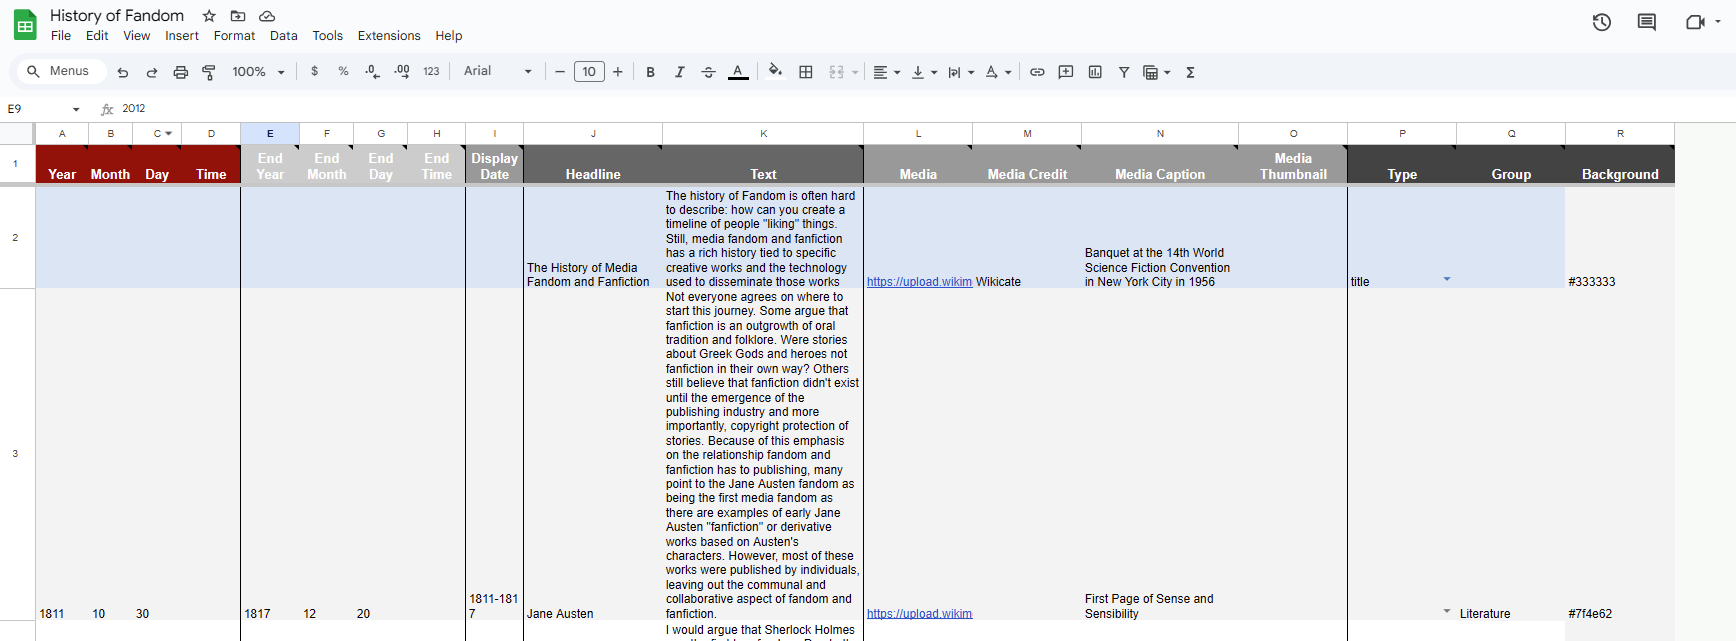 History of Fandom
File Edit View Insert Format Data Tools Extensions Help
Menus 100% $ % .0 .00 123 Arial 10 B I A
E9 fx 2012
A B C D E F G H I J K L M N O P Q R
1
Year Month Day Time
End Year
End Month
End Day
End Time
Display Date
Headline
Text
Media
Media Credit
Media Caption
Media Thumbnail
Type
Group
Background
2
The History of Media
Fandom and Fanfiction
The history of Fandom is often hard
to describe: how can you create a
timeline of people "liking" things.
Still, media fandom and fanfiction
has a rich history tied to specific
creative works and the technology
used to disseminate those works
https://upload.wikim
Wikicate
Banquet at the 14th World
Science Fiction Convention
in New York City in 1956
title
#333333
3
1811 10 30 1817 12 20
1811-181
7
Jane Austen
Not everyone agrees on where to
start this journey. Some argue that
fanfiction is an outgrowth of oral
tradition and folklore. Were stories
about Greek Gods and heroes not
fanfiction in their own way? Others
still believe that fanfiction didn't exist
until the emergence of the
publishing industry and more
importantly, copyright protection of
stories. Because of this emphasis
on the relationship fandom and
fanfiction has to publishing, many
point to the Jane Austen fandom as
being the first media fandom as
there are examples of early Jane
Austen "fanfiction" or derivative
works based on Austen's
characters. However, most of these
works were published by individuals,
leaving out the communal and
collaborative aspect of fandom and
fanfiction.
https://upload.wikim
First Page of Sense and
Sensibility
Literature
#7f4e62
I would argue that Sherlock Holmes